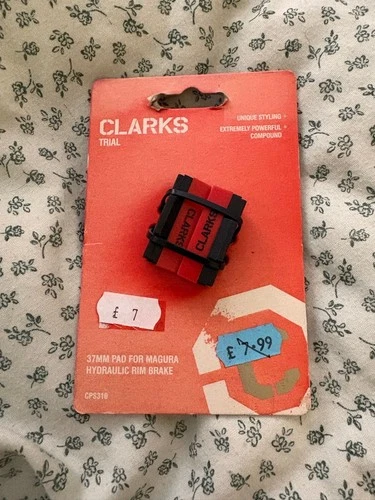 CLARKS
TRIAL
UNIQUE STYLING
EXTREMELY POWERFUL
COMPOUND
CLARKS
CLARKS
£ 7
£ 7.99
37MM PAD FOR MAGURA
HYDRAULIC RIM BRAKE
CPS310